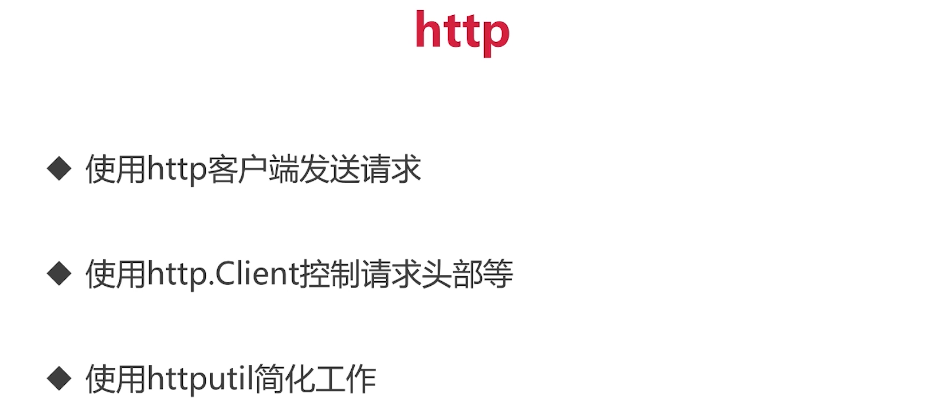 http
◆ 使用http客户端发送请求
◆ 使用http.Client控制请求头部等
◆ 使用httputil简化工作